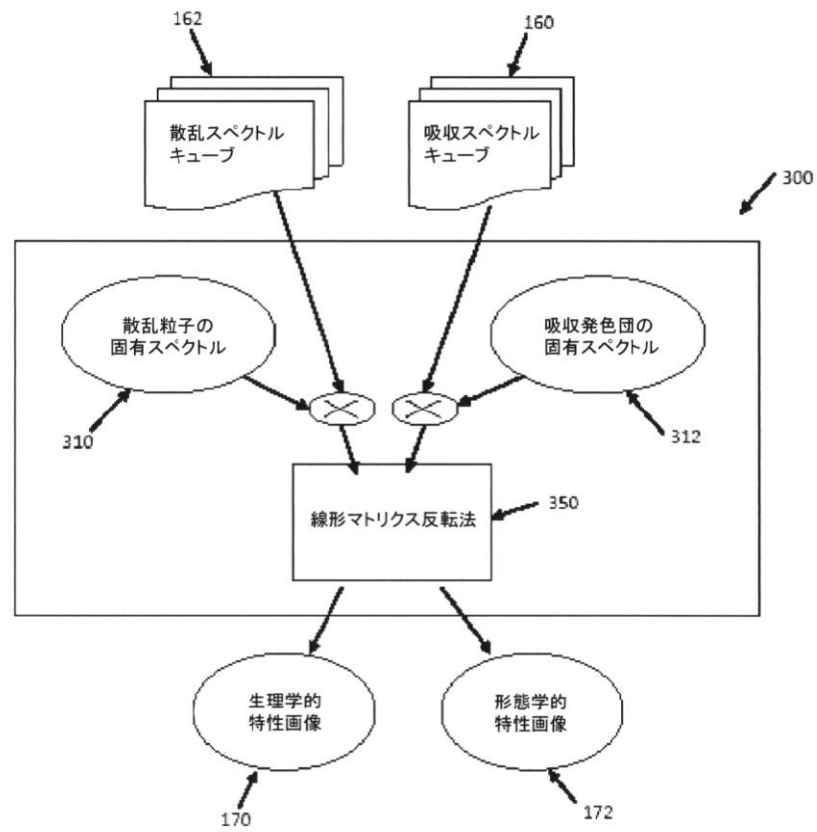 162
160
散乱スペクトル
キューブ
吸収スペクトル
キューブ
300
散乱粒子の
固有スペクトル
吸収発色団の
固有スペクトル
310
312
線形マトリクス反転法
350
生理学的
特性画像
形態学的
特性画像
170
172